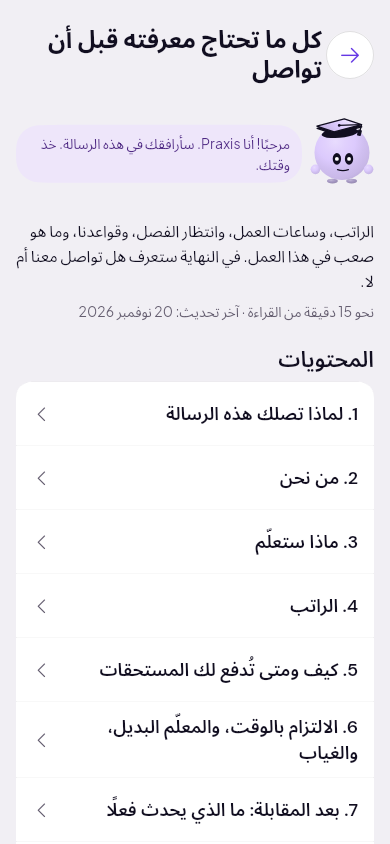 كل ما تحتاج معرفته قبل أن
تواصل
مرحبًا! أنا Praxis. سأرافقك في هذه الرسالة. خذ
وقتك.
الراتب، وساعات العمل، وانتظار الفصل، وقواعدنا، وما هو
صعب في هذا العمل. في النهاية ستعرف هل تواصل معنا أم
لا.
نحو 15 دقيقة من القراءة · آخر تحديث: 20 نوفمبر 2026
المحتويات
1. لماذا تصلك هذه الرسالة
2. من نحن
3. ماذا ستعلّم
4. الراتب
5. كيف ومتى تُدفع لك المستحقات
6. الالتزام بالوقت، والمعلّم البديل،
والغياب
7. بعد المقابلة: ما الذي يحدث فعلًا